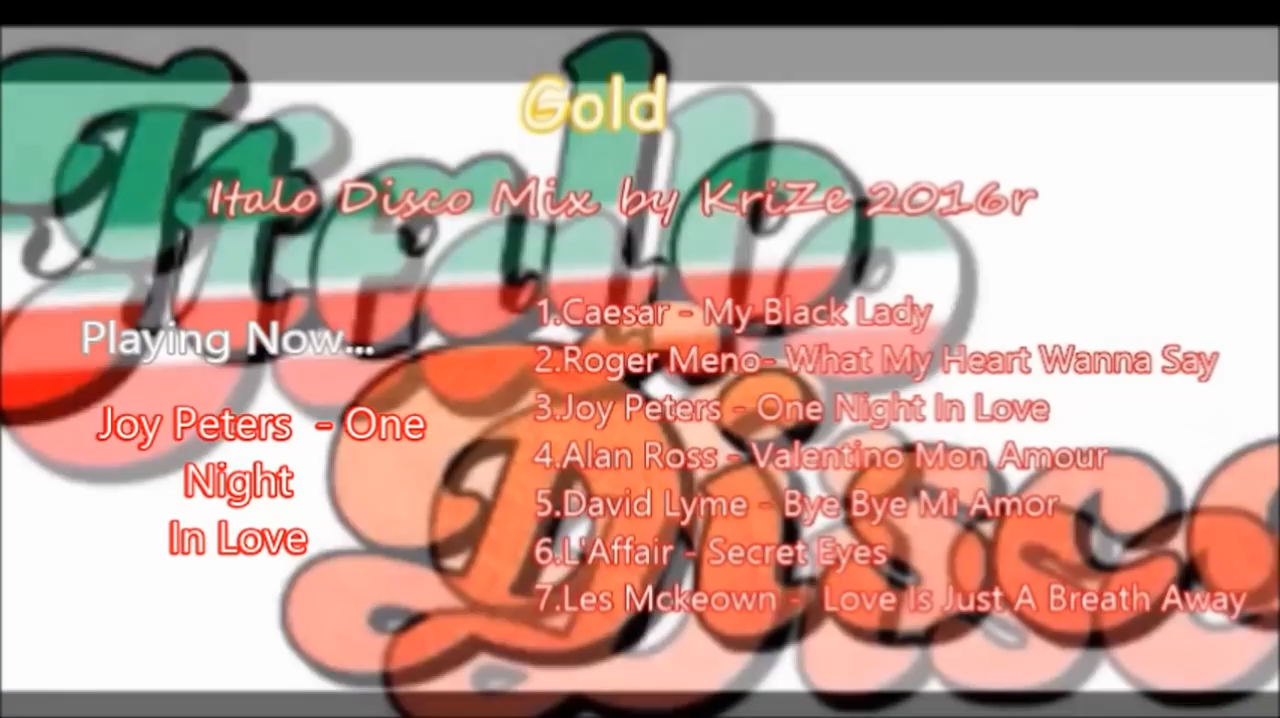 Gold
Italo Disco Mix by KriZe 2016r
Italo
Disco
Playing Now...
Joy Peters - One
Night
In Love
1.Caesar - My Black Lady
2.Roger Meno- What My Heart Wanna Say
3.Joy Peters - One Night In Love
4.Alan Ross - Valentino Mon Amour
5.David Lyme - Bye Bye Mi Amor
6.L'Affair - Secret Eyes
7.Les Mckeown - Love Is Just A Breath Away